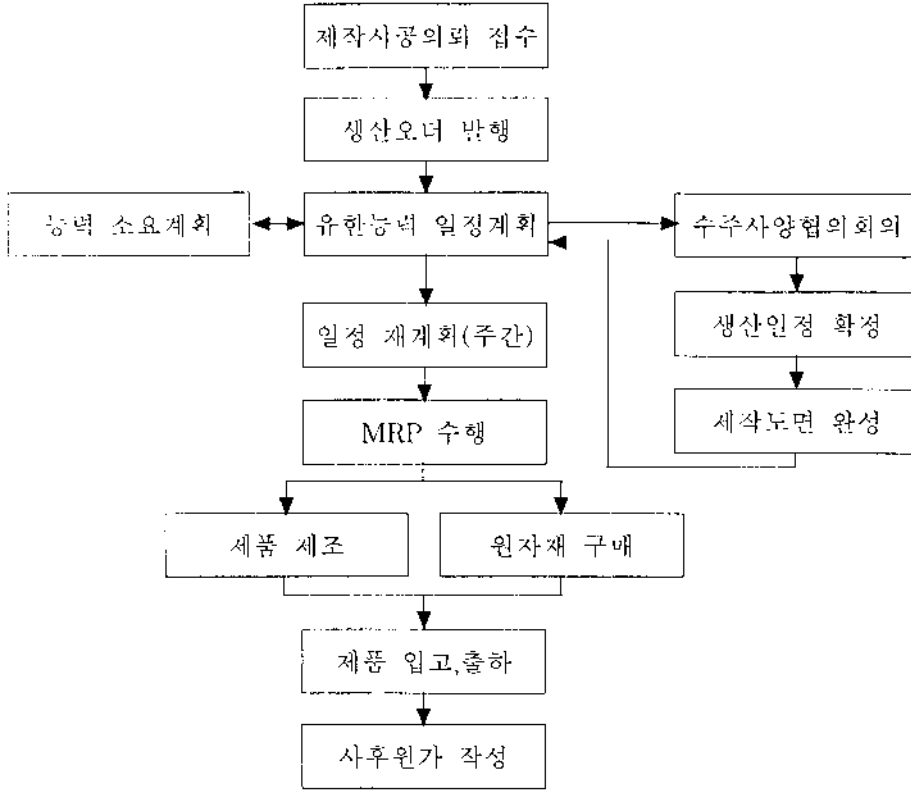 제작사공의뢰 접수
생산오더 발행
능력 소요계획
유한능력 일정계획
수주사양협의회의
일정 재계획(주간)
생산일정 확정
MRP 수행
제작도면 완성
제품 제조
원자재 구매
제품 입고,출하
사후원가 작성